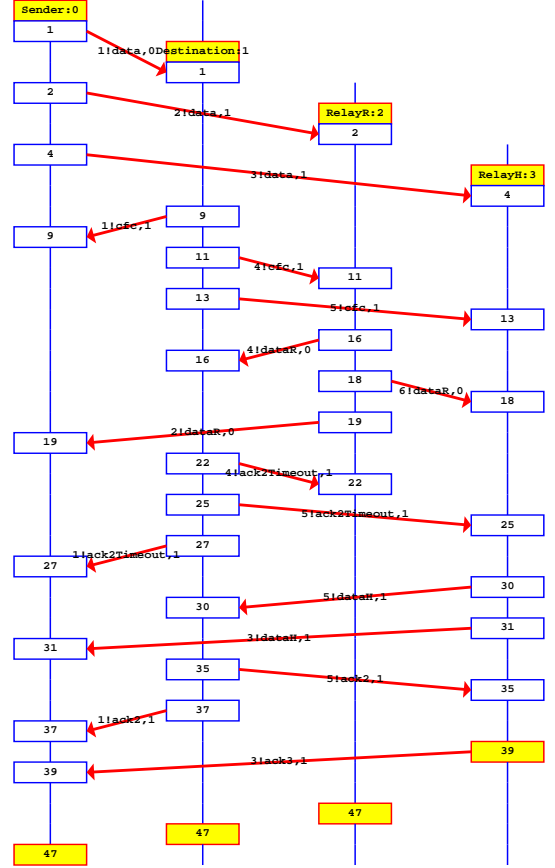 Sender:0
1
1!data,0
Destination:1
1
2
2!data,1
RelayR:2
2
4
3!data,1
RelayH:3
4
9
1!cfc,1
9
11
4!cfc,1
11
13
5!cfc,1
13
16
4!dataR,0
16
18
6!dataR,0
18
19
2!dataR,0
19
22
4!ack2Timeout,1
22
25
5!ack2Timeout,1
25
27
1!ack2Timeout,1
27
30
5!dataH,1
30
31
3!dataH,1
31
35
5!ack2,1
35
37
1!ack2,1
37
39
3!ack3,1
39
47
47
47